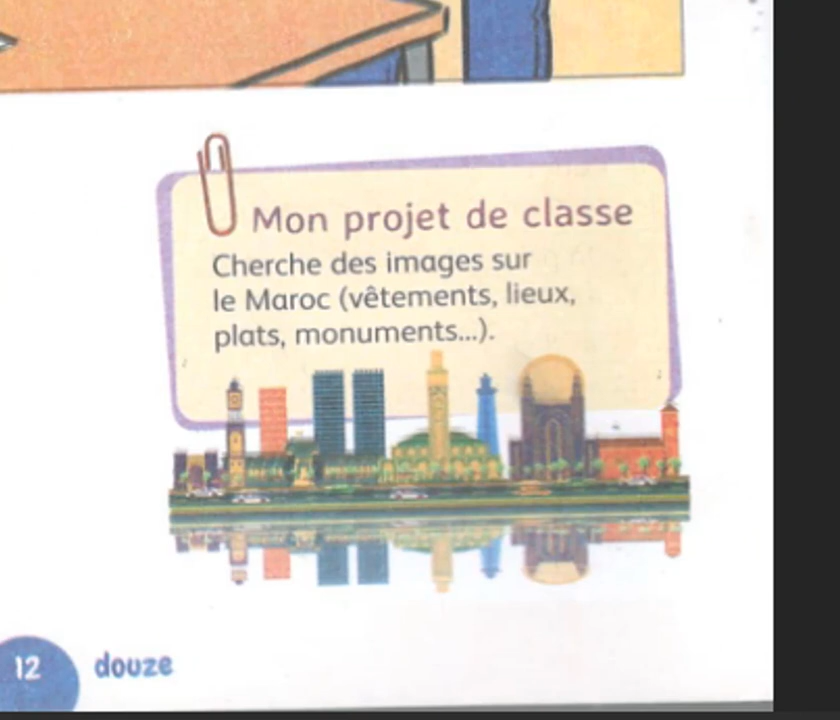 Mon projet de classe
Cherche des images sur
le Maroc (vêtements, lieux,
plats, monuments...).
12 douze